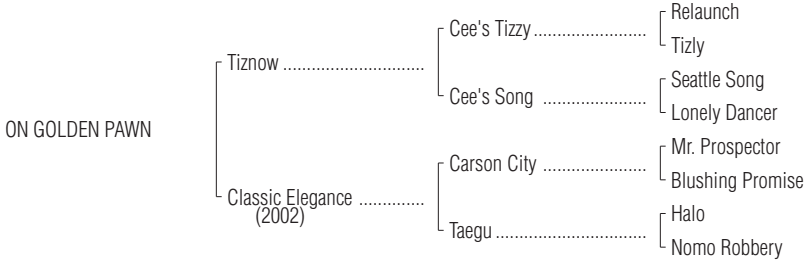 Relaunch
Cee's Tizzy
Tizly
Tiznow
Seattle Song
Cee's Song
Lonely Dancer
ON GOLDEN PAWN
Mr. Prospector
Carson City
Blushing Promise
Classic Elegance
(2002)
Halo
Taegu
Nomo Robbery